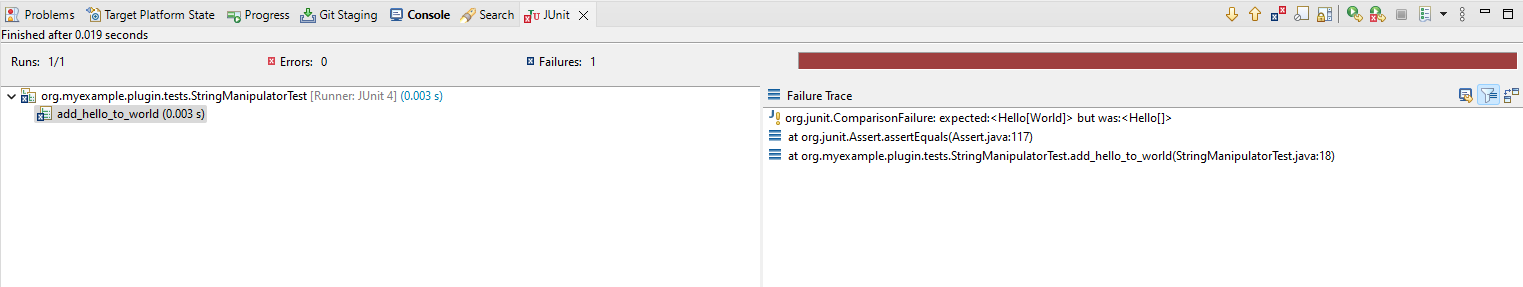 Problems Target Platform State Progress Git Staging Console Search JUnit
Finished after 0.019 seconds
Runs: 1/1 Errors: 0 Failures: 1
org.myexample.plugin.tests.StringManipulatorTest [Runner: JUnit 4] (0.003 s)
add_hello_to_world (0.003 s)
Failure Trace
org.junit.ComparisonFailure: expected:<Hello[World]> but was:<Hello[]>
at org.junit.Assert.assertEquals(Assert.java:117)
at org.myexample.plugin.tests.StringManipulatorTest.add_hello_to_world(StringManipulatorTest.java:18)